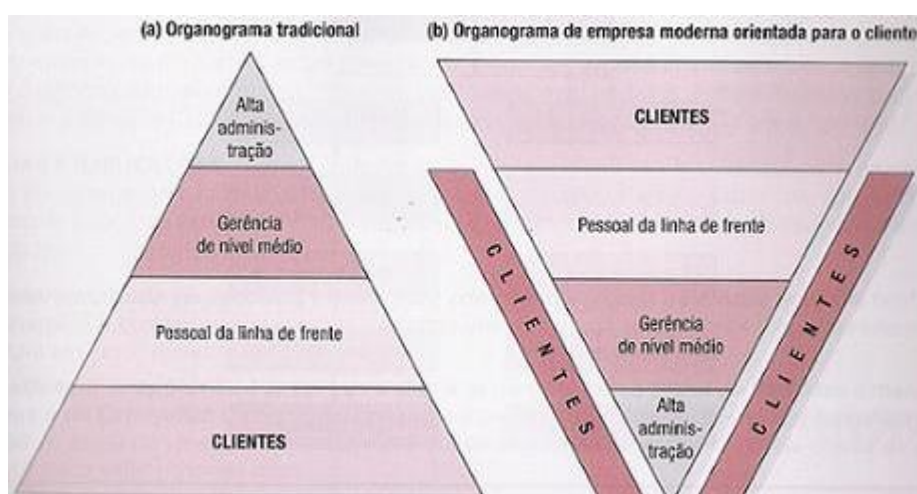 (a) Organograma tradicional
Alta
adminis-
tração
Gerência
de nível médio
Pessoal da linha de frente
CLIENTES
(b) Organograma de empresa moderna orientada para o cliente
CLIENTES
Pessoal da linha de frente
Gerência
de nível médio
Alta
adminis-
tração
CLIENTES
CLIENTES